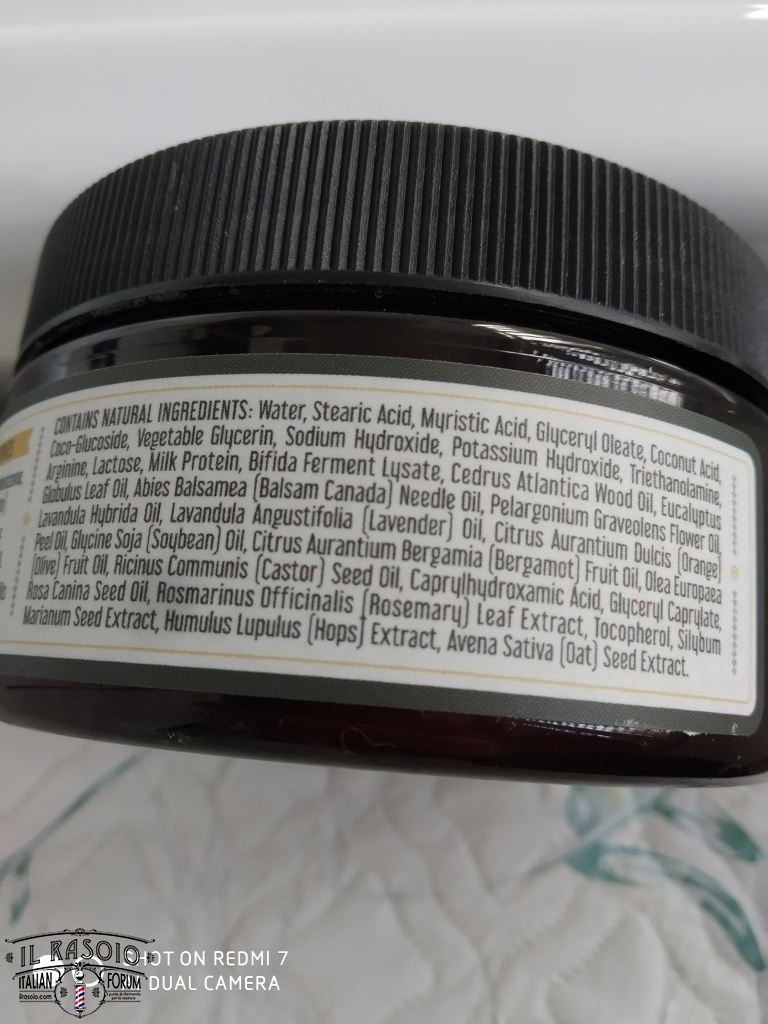 CONTAINS NATURAL INGREDIENTS: Water, Stearic Acid, Myristic Acid, Glyceryl Oleate, Coconut Acid,
Coco-Glucoside, Vegetable Glycerin, Sodium Hydroxide, Potassium Hydroxide, Triethanolamine,
Arginine, Lactose, Milk Protein, Bifida Ferment Lysate, Cedrus Atlantica Wood Oil, Eucalyptus
Globulus Leaf Oil, Abies Balsamea (Balsam Canada) Needle Oil, Pelargonium Graveolens Flower Oil,
Lavandula Hybrida Oil, Lavandula Angustifolia (Lavender) Oil, Citrus Aurantium Dulcis (Orange)
Peel Oil, Glycine Soja (Soybean) Oil, Citrus Aurantium Bergamia (Bergamot) Fruit Oil, Olea Europaea
(Olive) Fruit Oil, Ricinus Communis (Castor) Seed Oil, Caprylhydroxamic Acid, Glyceryl Caprylate,
Rosa Canina Seed Oil, Rosmarinus Officinalis (Rosemary) Leaf Extract, Tocopherol, Silybum
Marianum Seed Extract, Humulus Lupulus (Hops) Extract, Avena Sativa (Oat) Seed Extract.
IL RASOIO
ITALIAN FORUM
ilrasoio.com
HOT ON REDMI 7
DUAL CAMERA